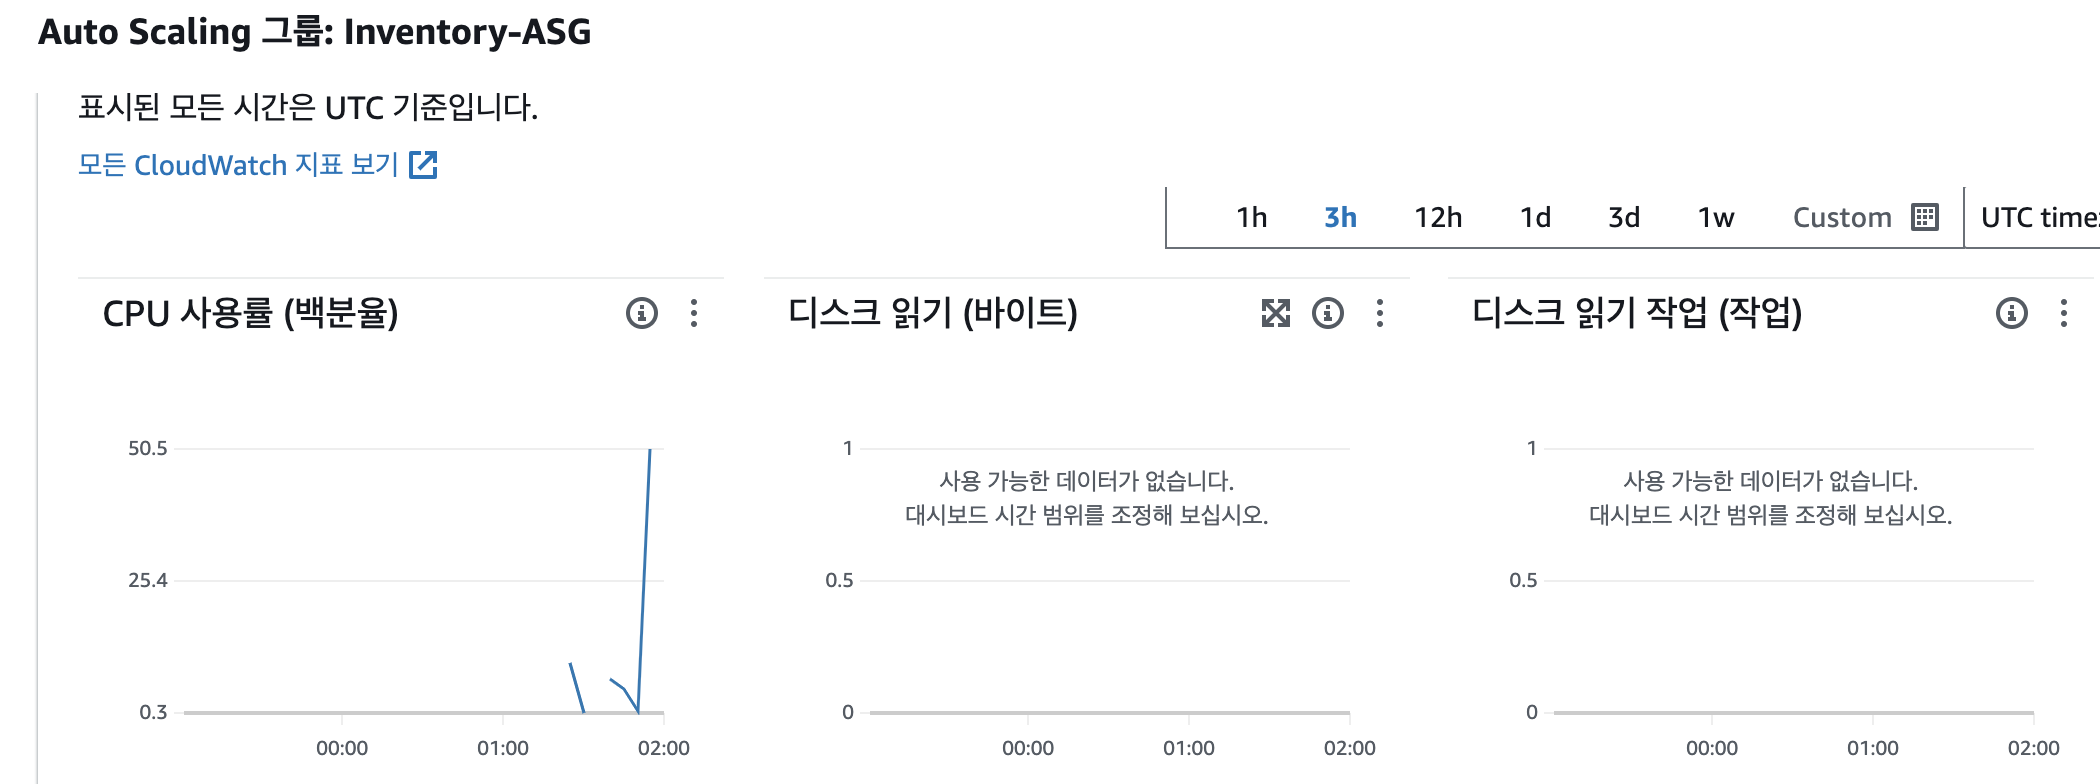 Auto Scaling 그룹: Inventory-ASG
표시된 모든 시간은 UTC 기준입니다.
모든 CloudWatch 지표 보기
1h 3h 12h 1d 3d 1w Custom UTC time
CPU 사용률 (백분율)
50.5
25.4
0.3
00:00 01:00 02:00
디스크 읽기 (바이트)
1
사용 가능한 데이터가 없습니다.
대시보드 시간 범위를 조정해 보십시오.
0.5
0
00:00 01:00 02:00
디스크 읽기 작업 (작업)
1
사용 가능한 데이터가 없습니다.
대시보드 시간 범위를 조정해 보십시오.
0.5
0
00:00 01:00 02:00